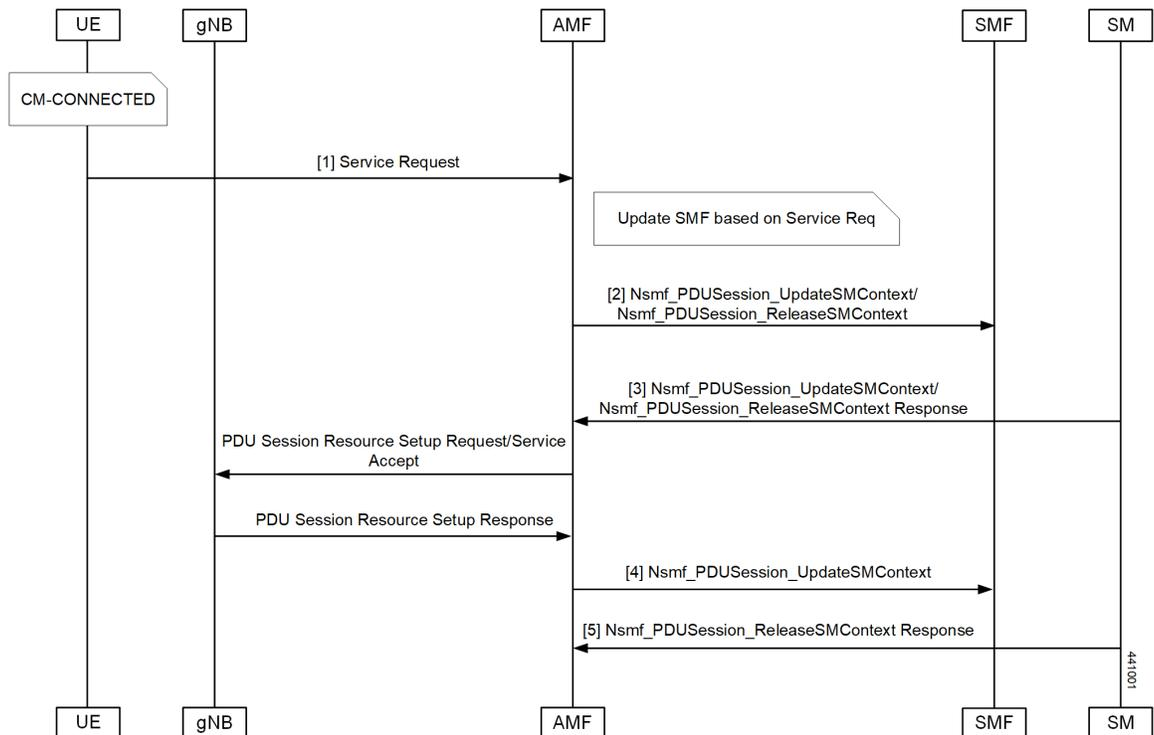 UE gNB AMF SMF SM
CM-CONNECTED
[1] Service Request
Update SMF based on Service Req
[2] Nsmf_PDUSession_UpdateSMContext/
Nsmf_PDUSession_ReleaseSMContext
[3] Nsmf_PDUSession_UpdateSMContext/
Nsmf_PDUSession_ReleaseSMContext Response
PDU Session Resource Setup Request/Service
Accept
PDU Session Resource Setup Response
[4] Nsmf_PDUSession_UpdateSMContext
[5] Nsmf_PDUSession_ReleaseSMContext Response
441001
UE gNB AMF SMF SM